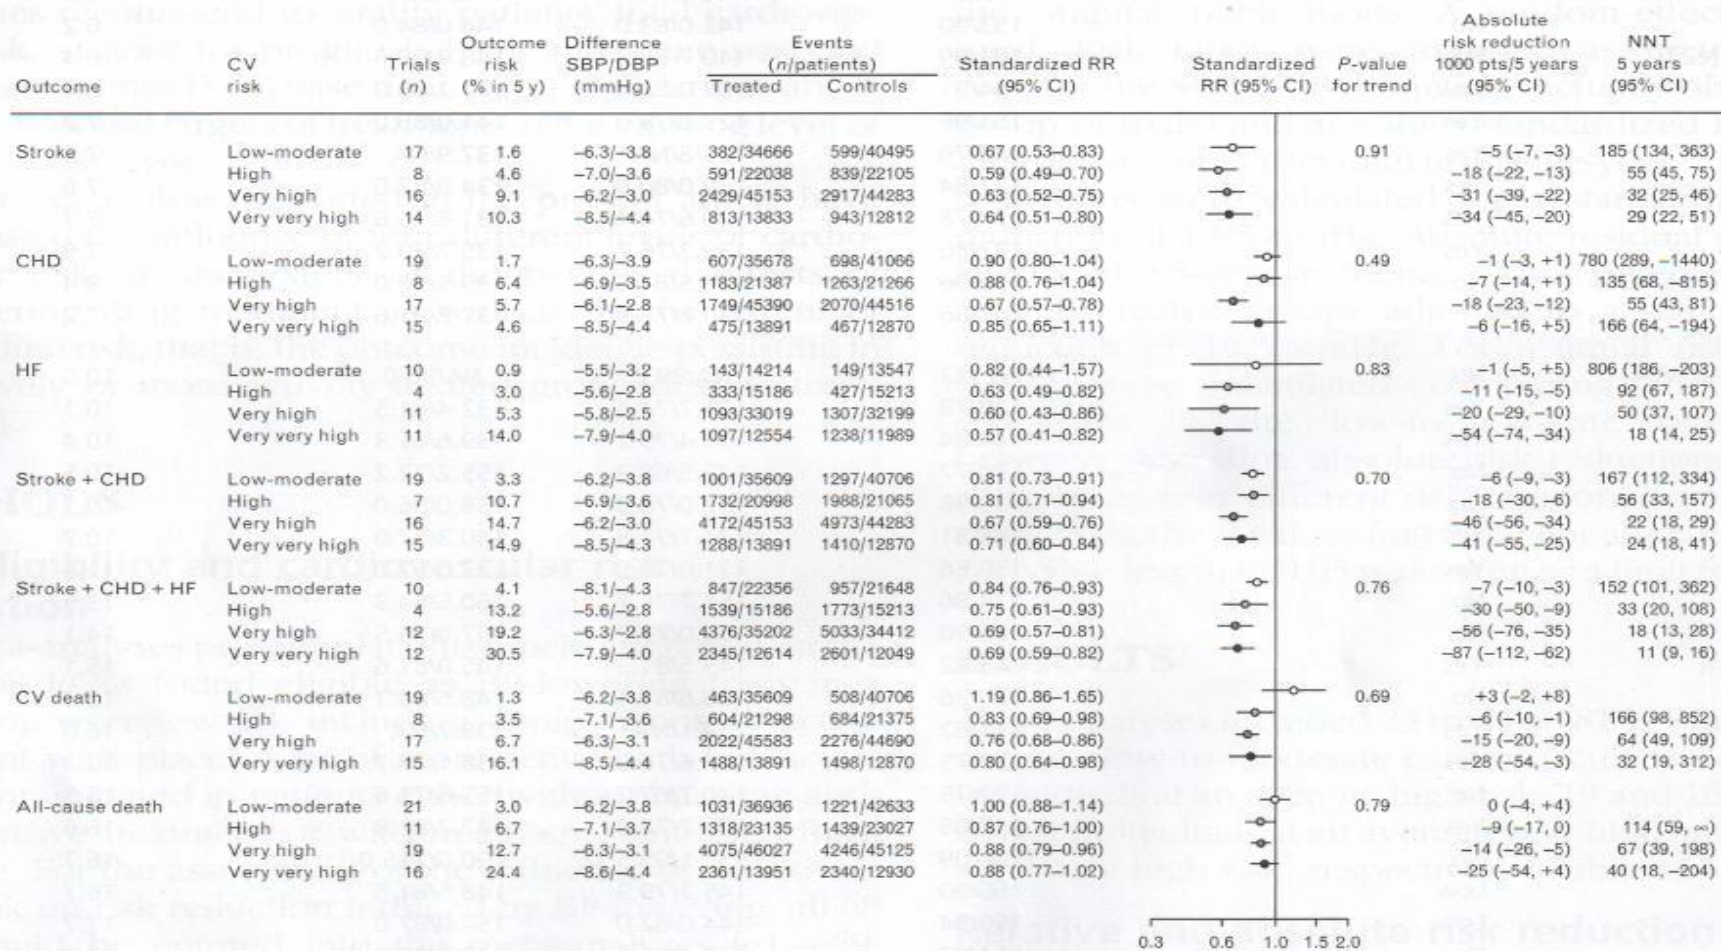 Absolute
Outcome Difference Events risk reduction NNT
CV Trials risk SBP/DBP (n/patients) Standardized RR Standardized P-value 1000 pts/5 years 5 years
Outcome risk (n) (% in 5 y) (mmHg) Treated Controls (95% CI) RR (95% CI) for trend (95% CI) (95% CI)
Stroke Low-moderate 17 1.6 –6.3/–3.8 382/34666 599/40495 0.67 (0.53–0.83) 0.91 –5 (–7, –3) 185 (134, 363)
High 8 4.6 –7.0/–3.6 591/22038 839/22105 0.59 (0.49–0.70) –18 (–22, –13) 55 (45, 75)
Very high 16 9.1 –6.2/–3.0 2429/45153 2917/44283 0.63 (0.52–0.75) –31 (–39, –22) 32 (25, 46)
Very very high 14 10.3 –8.5/–4.4 813/13833 943/12812 0.64 (0.51–0.80) –34 (–45, –20) 29 (22, 51)
CHD Low-moderate 19 1.7 –6.3/–3.9 607/35678 698/41066 0.90 (0.80–1.04) 0.49 –1 (–3, +1) 780 (289, –1440)
High 8 6.4 –6.9/–3.5 1183/21387 1263/21266 0.88 (0.76–1.04) –7 (–14, +1) 135 (68, –815)
Very high 17 5.7 –6.1/–2.8 1749/45390 2070/44516 0.67 (0.57–0.78) –18 (–23, –12) 55 (43, 81)
Very very high 15 4.6 –8.5/–4.4 475/13891 467/12870 0.85 (0.65–1.11) –6 (–16, +5) 166 (64, –194)
HF Low-moderate 10 0.9 –5.5/–3.2 143/14214 149/13547 0.82 (0.44–1.57) 0.83 –1 (–5, +5) 806 (186, –203)
High 4 3.0 –5.6/–2.8 333/15186 427/15213 0.63 (0.49–0.82) –11 (–15, –5) 92 (67, 187)
Very high 11 5.3 –5.8/–2.5 1093/33019 1307/32199 0.60 (0.43–0.86) –20 (–29, –10) 50 (37, 107)
Very very high 11 14.0 –7.9/–4.0 1097/12554 1238/11989 0.57 (0.41–0.82) –54 (–74, –34) 18 (14, 25)
Stroke + CHD Low-moderate 19 3.3 –6.2/–3.8 1001/35609 1297/40706 0.81 (0.73–0.91) 0.70 –6 (–9, –3) 167 (112, 334)
High 7 10.7 –6.9/–3.6 1732/20998 1988/21065 0.81 (0.71–0.94) –18 (–30, –6) 56 (33, 157)
Very high 16 14.7 –6.2/–3.0 4172/45153 4973/44283 0.67 (0.59–0.76) –46 (–56, –34) 22 (18, 29)
Very very high 15 14.9 –8.5/–4.3 1288/13891 1410/12870 0.71 (0.60–0.84) –41 (–55, –25) 24 (18, 41)
Stroke + CHD + HF Low-moderate 10 4.1 –8.1/–4.3 847/22356 957/21648 0.84 (0.76–0.93) 0.76 –7 (–10, –3) 152 (101, 362)
High 4 13.2 –5.6/–2.8 1539/15186 1773/15213 0.75 (0.61–0.93) –30 (–50, –9) 33 (20, 108)
Very high 12 19.2 –6.3/–2.8 4376/35202 5033/34412 0.69 (0.57–0.81) –56 (–76, –35) 18 (13, 28)
Very very high 12 30.5 –7.9/–4.0 2345/12614 2601/12049 0.69 (0.59–0.82) –87 (–112, –62) 11 (9, 16)
CV death Low-moderate 19 1.3 –6.2/–3.8 463/35609 508/40706 1.19 (0.86–1.65) 0.69 +3 (–2, +8)
High 8 3.5 –7.1/–3.6 604/21298 684/21375 0.83 (0.69–0.98) –6 (–10, –1) 166 (98, 852)
Very high 17 6.7 –6.3/–3.1 2022/45583 2276/44690 0.76 (0.68–0.86) –15 (–20, –9) 64 (49, 109)
Very very high 15 16.1 –8.5/–4.4 1488/13891 1498/12870 0.80 (0.64–0.98) –28 (–54, –3) 32 (19, 312)
All-cause death Low-moderate 21 3.0 –6.2/–3.8 1031/36936 1221/42633 1.00 (0.88–1.14) 0.79 0 (–4, +4)
High 11 6.7 –7.1/–3.7 1318/23135 1439/23027 0.87 (0.76–1.00) –9 (–17, 0) 114 (59, ∞)
Very high 19 12.7 –6.3/–3.1 4075/46027 4246/45125 0.88 (0.79–0.96) –14 (–26, –5) 67 (39, 198)
Very very high 16 24.4 –8.6/–4.4 2361/13951 2340/12930 0.88 (0.77–1.02) –25 (–54, +4) 40 (18, –204)
0.3 0.6 1.0 1.5 2.0